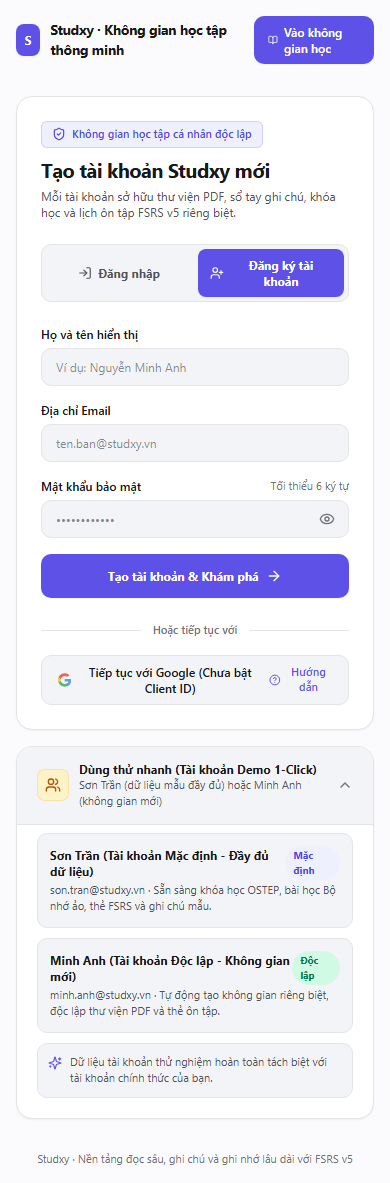 S
Studxy · Không gian học tập
thông minh
Vào không
gian học
Không gian học tập cá nhân độc lập
Tạo tài khoản Studxy mới
Mỗi tài khoản sở hữu thư viện PDF, sổ tay ghi chú, khóa
học và lịch ôn tập FSRS v5 riêng biệt.
Đăng nhập
Đăng ký tài
khoản
Họ và tên hiển thị
Ví dụ: Nguyễn Minh Anh
Địa chỉ Email
ten.ban@studxy.vn
Mật khẩu bảo mật
Tối thiểu 6 ký tự
••••••••••••
Tạo tài khoản & Khám phá
Hoặc tiếp tục với
Tiếp tục với Google (Chưa bật
Client ID)
Hướng
dẫn
Dùng thử nhanh (Tài khoản Demo 1-Click)
Sơn Trần (dữ liệu mẫu đầy đủ) hoặc Minh Anh
(không gian mới)
Sơn Trần (Tài khoản Mặc định - Đầy đủ
dữ liệu)
Mặc
định
son.tran@studxy.vn · Sẵn sàng khóa học OSTEP, bài học Bộ
nhớ ảo, thẻ FSRS và ghi chú mẫu.
Minh Anh (Tài khoản Độc lập - Không gian
mới)
Độc
lập
minh.anh@studxy.vn · Tự động tạo không gian riêng biệt,
độc lập thư viện PDF và thẻ ôn tập.
Dữ liệu tài khoản thử nghiệm hoàn toàn tách biệt với
tài khoản chính thức của bạn.
Studxy · Nền tảng đọc sâu, ghi chú và ghi nhớ lâu dài với FSRS v5